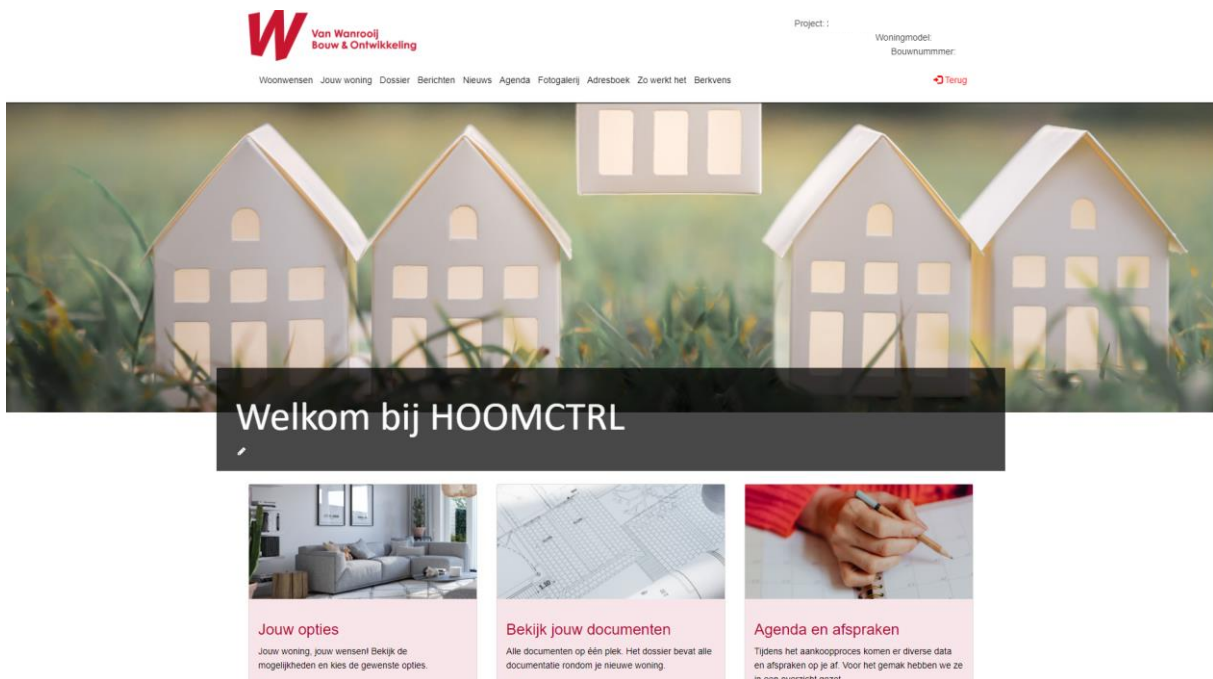 Van Wanrooij
Bouw & Ontwikkeling
Project: :
Woningmodel:
Bouwnummmer:
Woonwensen Jouw woning Dossier Berichten Nieuws Agenda Fotogalerij Adresboek Zo werkt het Berkvens
Terug
Welkom bij HOOMCTRL
Jouw opties
Jouw woning, jouw wensen! Bekijk de
mogelijkheden en kies de gewenste opties.
Bekijk jouw documenten
Alle documenten op één plek. Het dossier bevat alle
documentatie rondom je nieuwe woning.
Agenda en afspraken
Tijdens het aankoopproces komen er diverse data
en afspraken op je af. Voor het gemak hebben we ze
in een overzicht gezet.